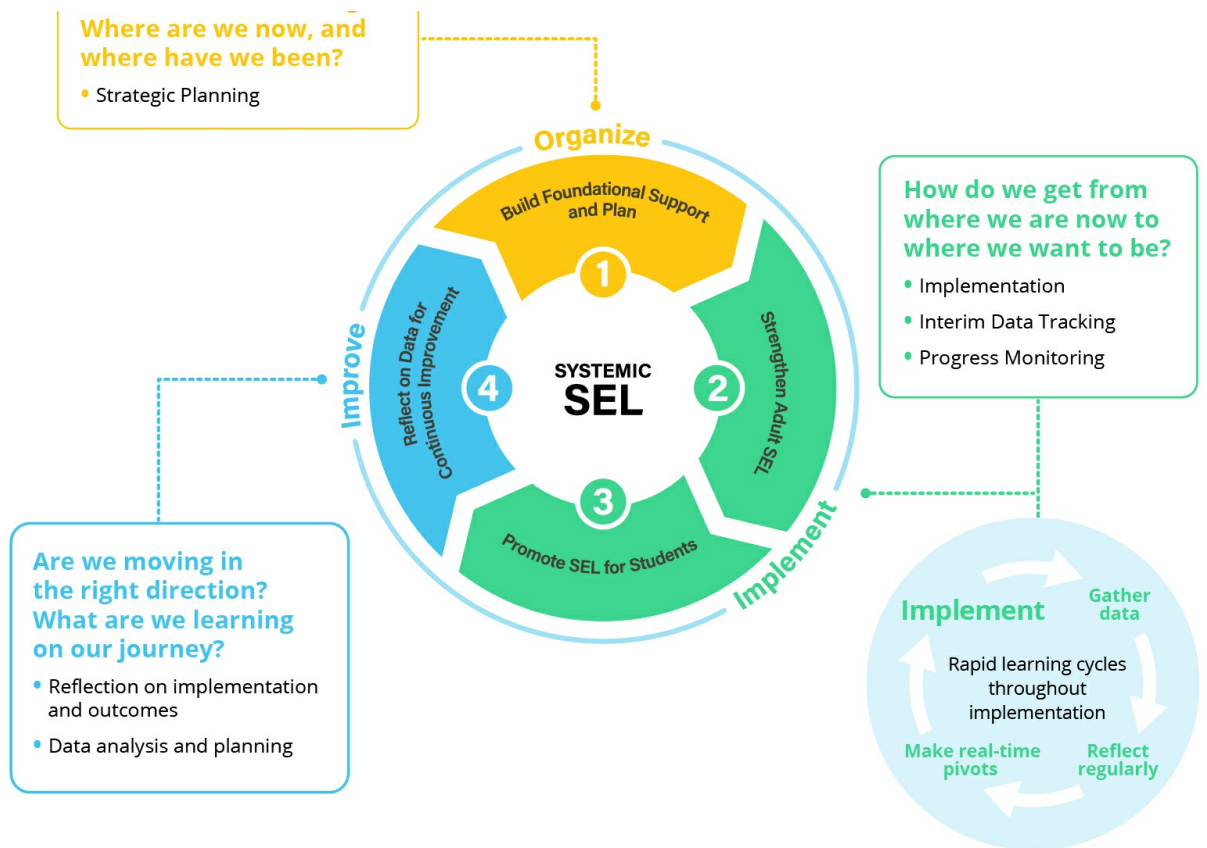 Where are we now, and
where have we been?
• Strategic Planning
Organize
Build Foundational Support
and Plan
1
How do we get from
where we are now to
where we want to be?
• Implementation
• Interim Data Tracking
• Progress Monitoring
Strengthen Adult SEL
2
Implement
Promote SEL for Students
3
Improve
Reflect on Data for
Continuous Improvement
4
SYSTEMIC
SEL
Are we moving in
the right direction?
What are we learning
on our journey?
• Reflection on implementation
and outcomes
• Data analysis and planning
Implement
Gather
data
Rapid learning cycles
throughout
implementation
Make real-time
pivots
Reflect
regularly